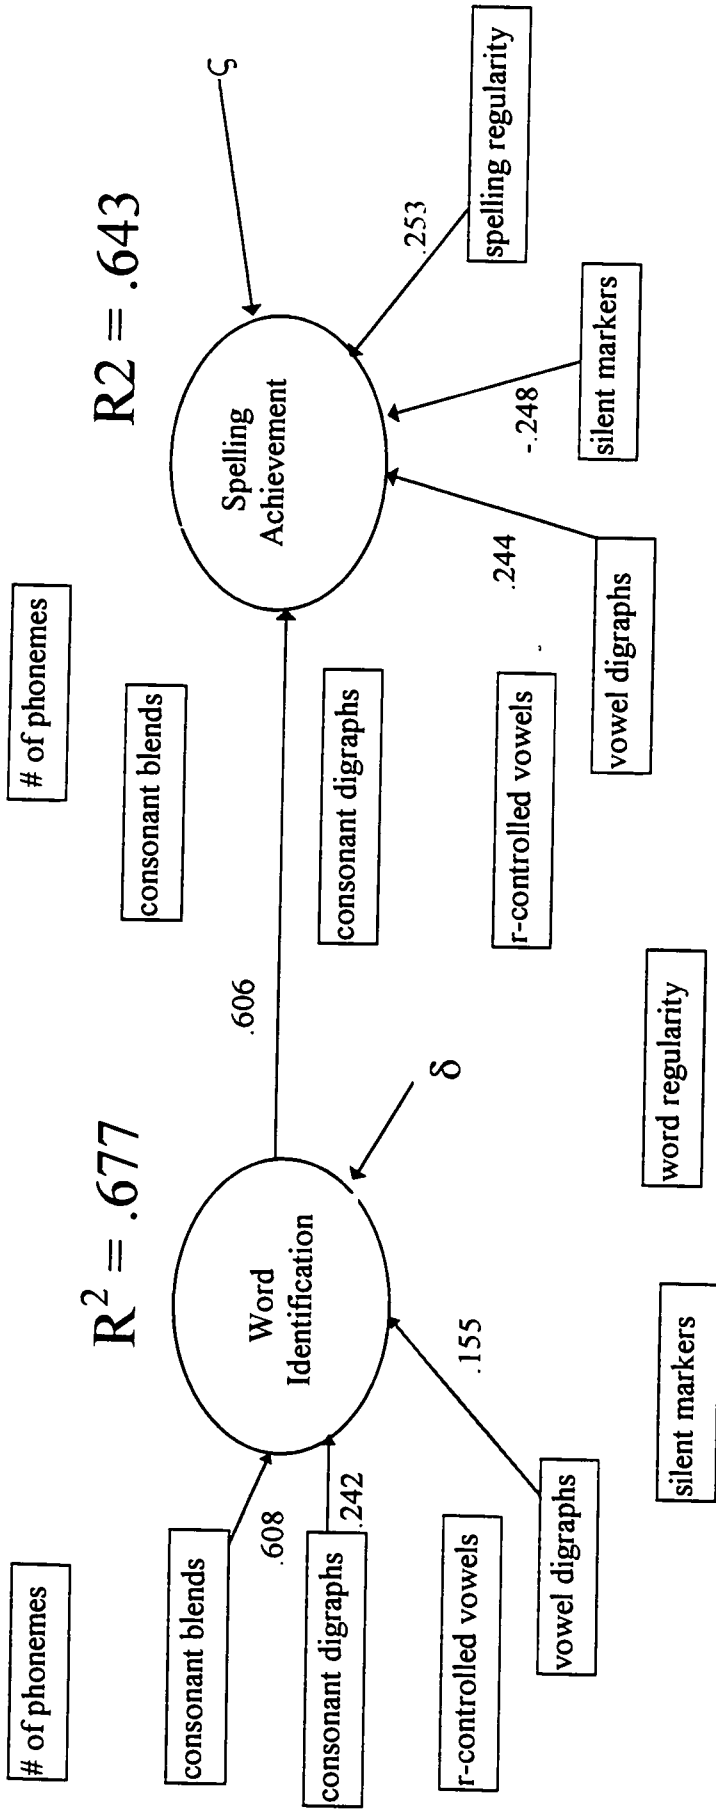 # of phonemes
# of phonemes
R² = .677
R2 = .643
consonant blends
consonant blends
ς
.608
Word
Identification
.606
Spelling
Achievement
consonant digraphs
.242
consonant digraphs
δ
.253
spelling regularity
r-controlled vowels
.155
r-controlled vowels
.244
-.248
vowel digraphs
vowel digraphs
silent markers
silent markers
word regularity